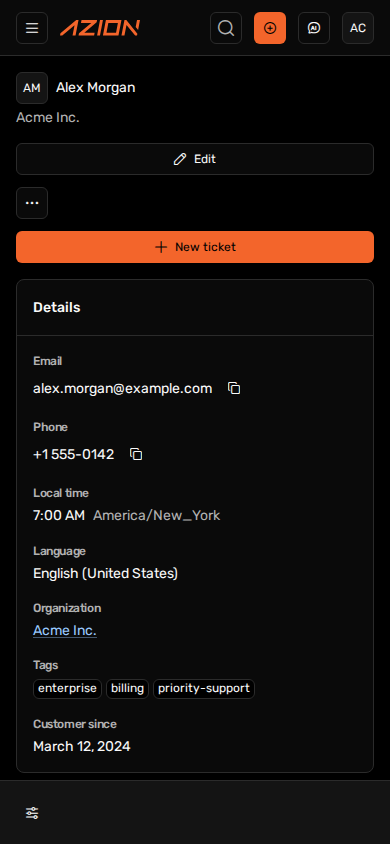 AZION
AI
AC
AM
Alex Morgan
Acme Inc.
Edit
New ticket
Details
Email
alex.morgan@example.com
Phone
+1 555-0142
Local time
7:00 AM America/New_York
Language
English (United States)
Organization
Acme Inc.
Tags
enterprise billing priority-support
Customer since
March 12, 2024